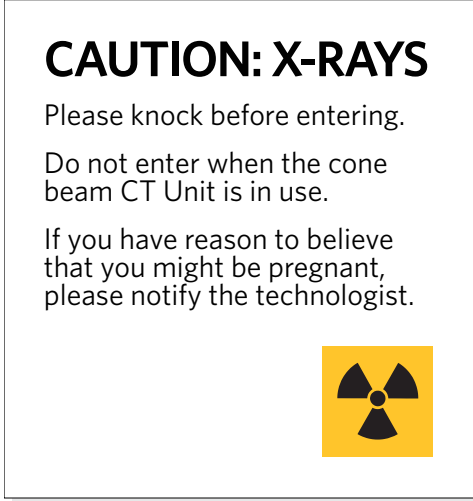 CAUTION: X-RAYS
Please knock before entering.
Do not enter when the cone
beam CT Unit is in use.
If you have reason to believe
that you might be pregnant,
please notify the technologist.